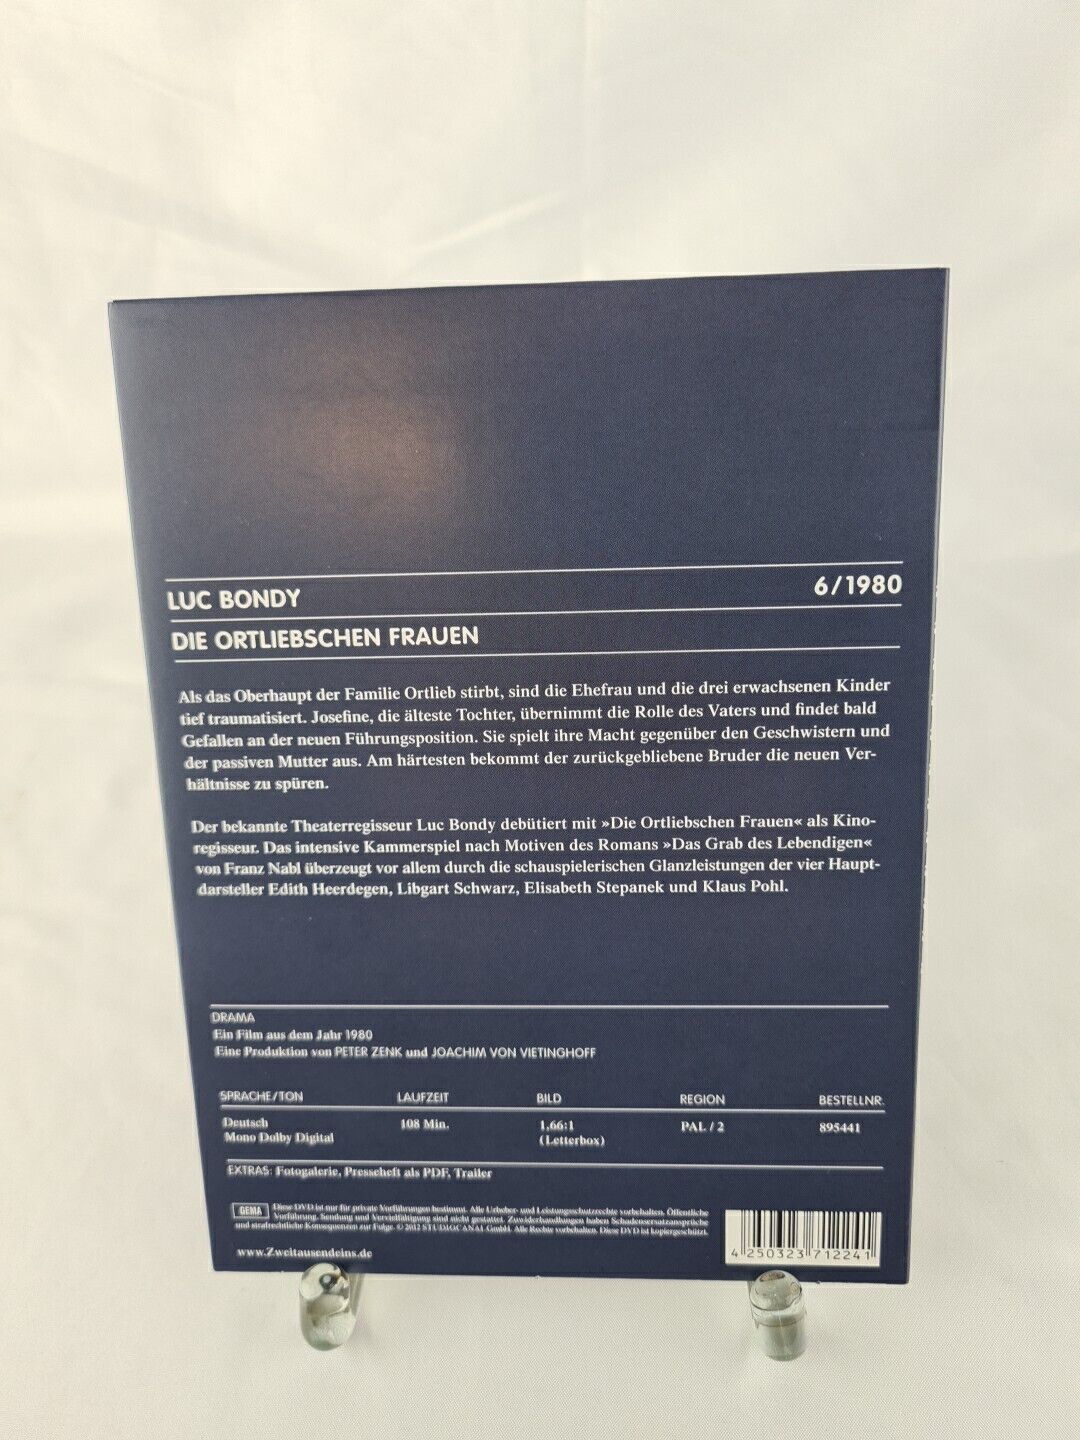 LUC BONDY 6/1980
DIE ORTLIEBSCHEN FRAUEN
Als das Oberhaupt der Familie Ortlieb stirbt, sind die Ehefrau und die drei erwachsenen Kinder
tief traumatisiert. Josefine, die älteste Tochter, übernimmt die Rolle des Vaters und findet bald
Gefallen an der neuen Führungsposition. Sie spielt ihre Macht gegenüber den Geschwistern und
der passiven Mutter aus. Am härtesten bekommt der zurückgebliebene Bruder die neuen Ver-
hältnisse zu spüren.
Der bekannte Theaterregisseur Luc Bondy debütiert mit »Die Ortliebschen Frauen« als Kino-
regisseur. Das intensive Kammerspiel nach Motiven des Romans »Das Grab des Lebendigen«
von Franz Nabl überzeugt vor allem durch die schauspielerischen Glanzleistungen der vier Haupt-
darsteller Edith Heerdegen, Libgart Schwarz, Elisabeth Stepanek und Klaus Pohl.
DRAMA
Ein Film aus dem Jahr 1980
Eine Produktion von PETER ZENK und JOACHIM VON VIETINGHOFF
SPRACHE/TON LAUFZEIT BILD REGION BESTELLNR.
Deutsch 108 Min. 1,66:1 PAL / 2 895441
Mono Dolby Digital (Letterbox)
EXTRAS: Fotogalerie, Presseheft als PDF, Trailer
GEMA Diese DVD ist nur für private Vorführungen bestimmt. Alle Urheber- und Leistungsschutzrechte vorbehalten. Öffentliche
Vorführung, Sendung und Vervielfältigung sind nicht gestattet. Zuwiderhandlungen haben Schadensersatzansprüche
und strafrechtliche Konsequenzen zur Folge. © 2012 STUDIOCANAL GmbH. Alle Rechte vorbehalten. Diese DVD ist kopiergeschützt.
www.Zweitausendeins.de
4 250323 712241